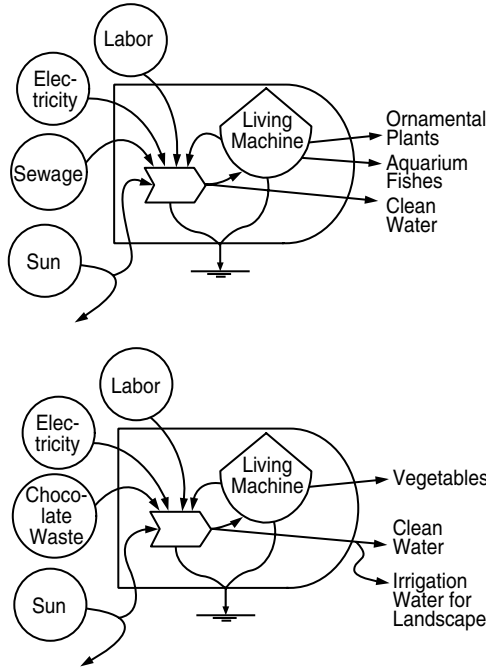 Labor
Elec-
tricity
Living
Machine
Ornamental
Plants
Aquarium
Fishes
Sewage
Clean
Water
Sun
Labor
Elec-
tricity
Living
Machine
Vegetables
Choco-
late
Waste
Clean
Water
Irrigation
Water for
Landscape
Sun